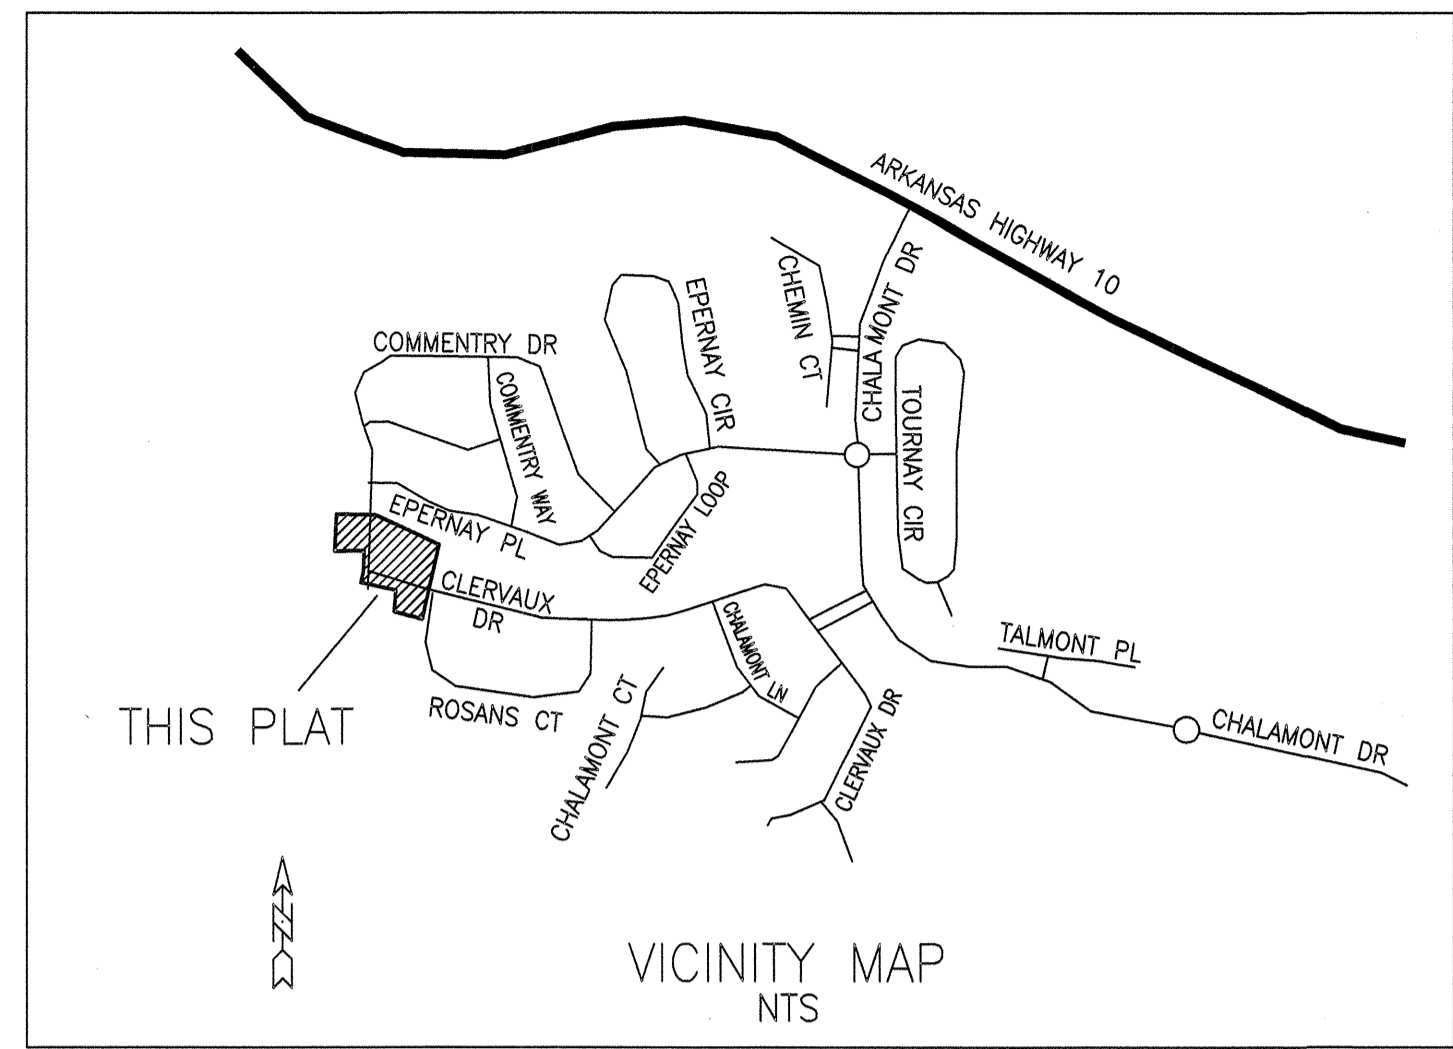 ARKANSAS HIGHWAY 10
CHALAMONT DR
CHEMIN CT
EPERNAY CIR
COMMENTRY DR
COMMENTRY WAY
TOURNAY CIR
EPERNAY LOOP
EPERNAY PL
CLERVAUX
DR
CHALAMONT LN
TALMONT PL
ROSANS CT
CHALAMONT CT
CLERVAUX DR
CHALAMONT DR
THIS PLAT
N
VICINITY MAP
NTS